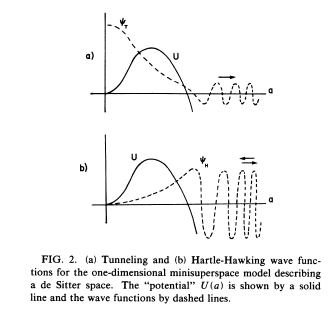 ψT
a)
U
a
U
ψH
a
b)
FIG. 2. (a) Tunneling and (b) Hartle-Hawking wave func-
tions for the one-dimensional minisuperspace model describing
a de Sitter space. The “potential” U(a) is shown by a solid
line and the wave functions by dashed lines.